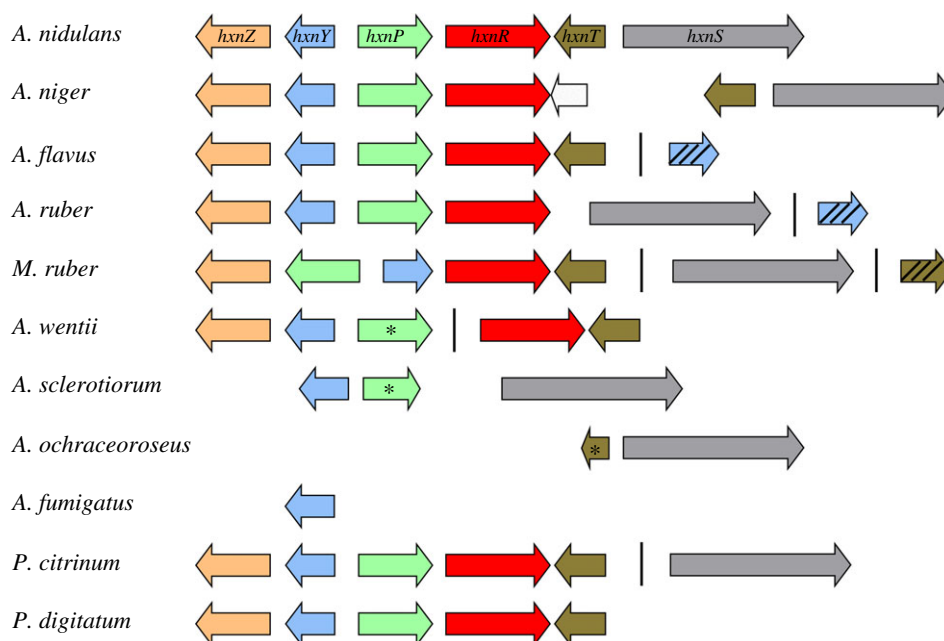 A. nidulans hxnZ hxnY hxnP hxnR hxnT hxnS
A. niger
A. flavus
A. ruber
M. ruber
A. wentii *
A. sclerotiorum *
A. ochraceoroseus *
A. fumigatus
P. citrinum
P. digitatum